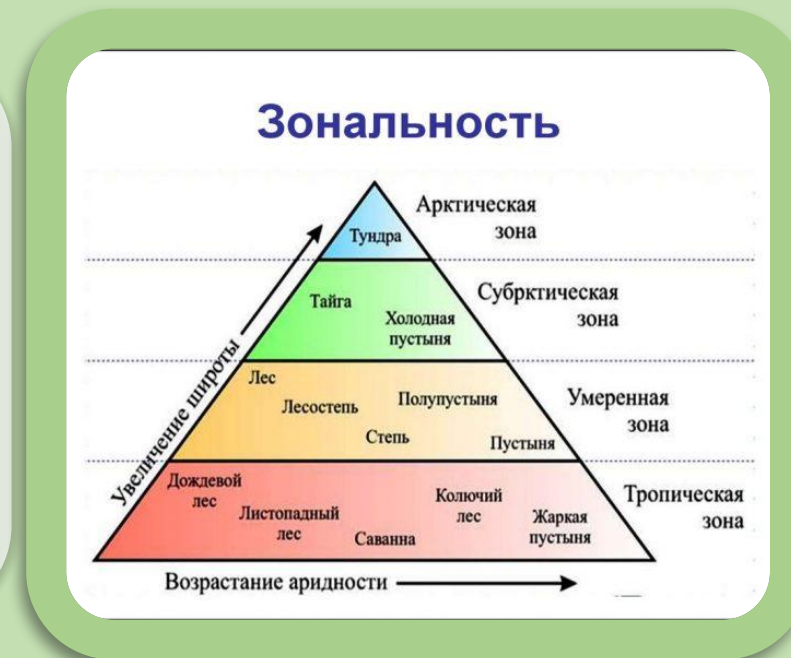 Зональность
Арктическая
зона
Тундра
Субрктическая
зона
Тайга
Холодная
пустыня
Увеличение широты
Умеренная
зона
Лес
Лесостепь
Полупустыня
Степь
Пустыня
Тропическая
зона
Дождевой
лес
Листопадный
лес
Саванна
Колючий
лес
Жаркая
пустыня
Возрастание аридности